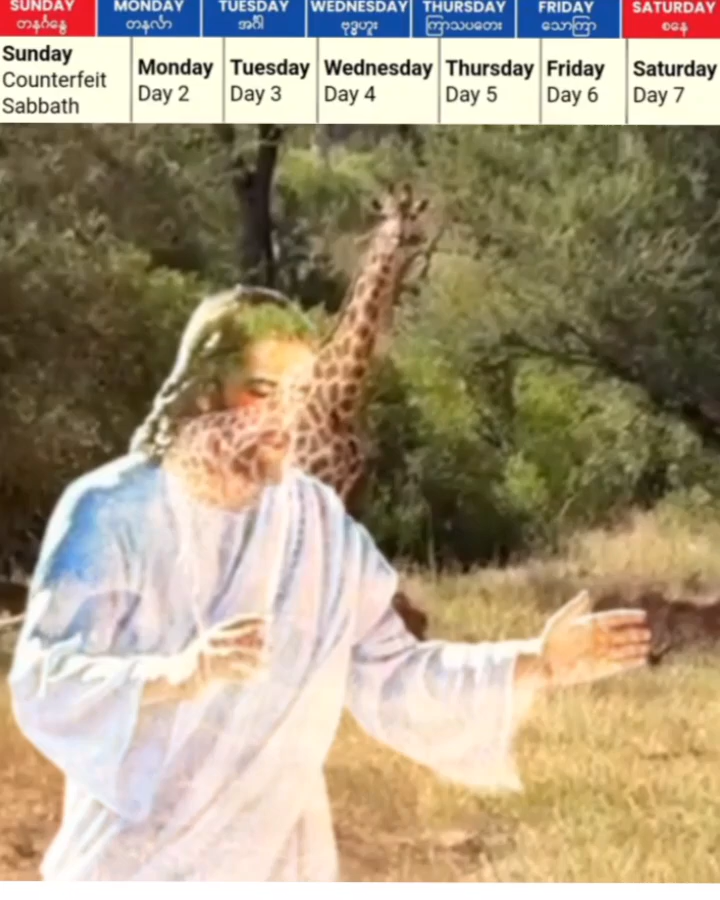 SUNDAY MONDAY TUESDAY WEDNESDAY THURSDAY FRIDAY SATURDAY
တနင်္ဂနွေ တနင်္လာ အင်္ဂါ ဗုဒ္ဓဟူး ကြာသပတေး သောကြာ စနေ
Sunday
Counterfeit
Sabbath
Monday
Day 2
Tuesday
Day 3
Wednesday
Day 4
Thursday
Day 5
Friday
Day 6
Saturday
Day 7